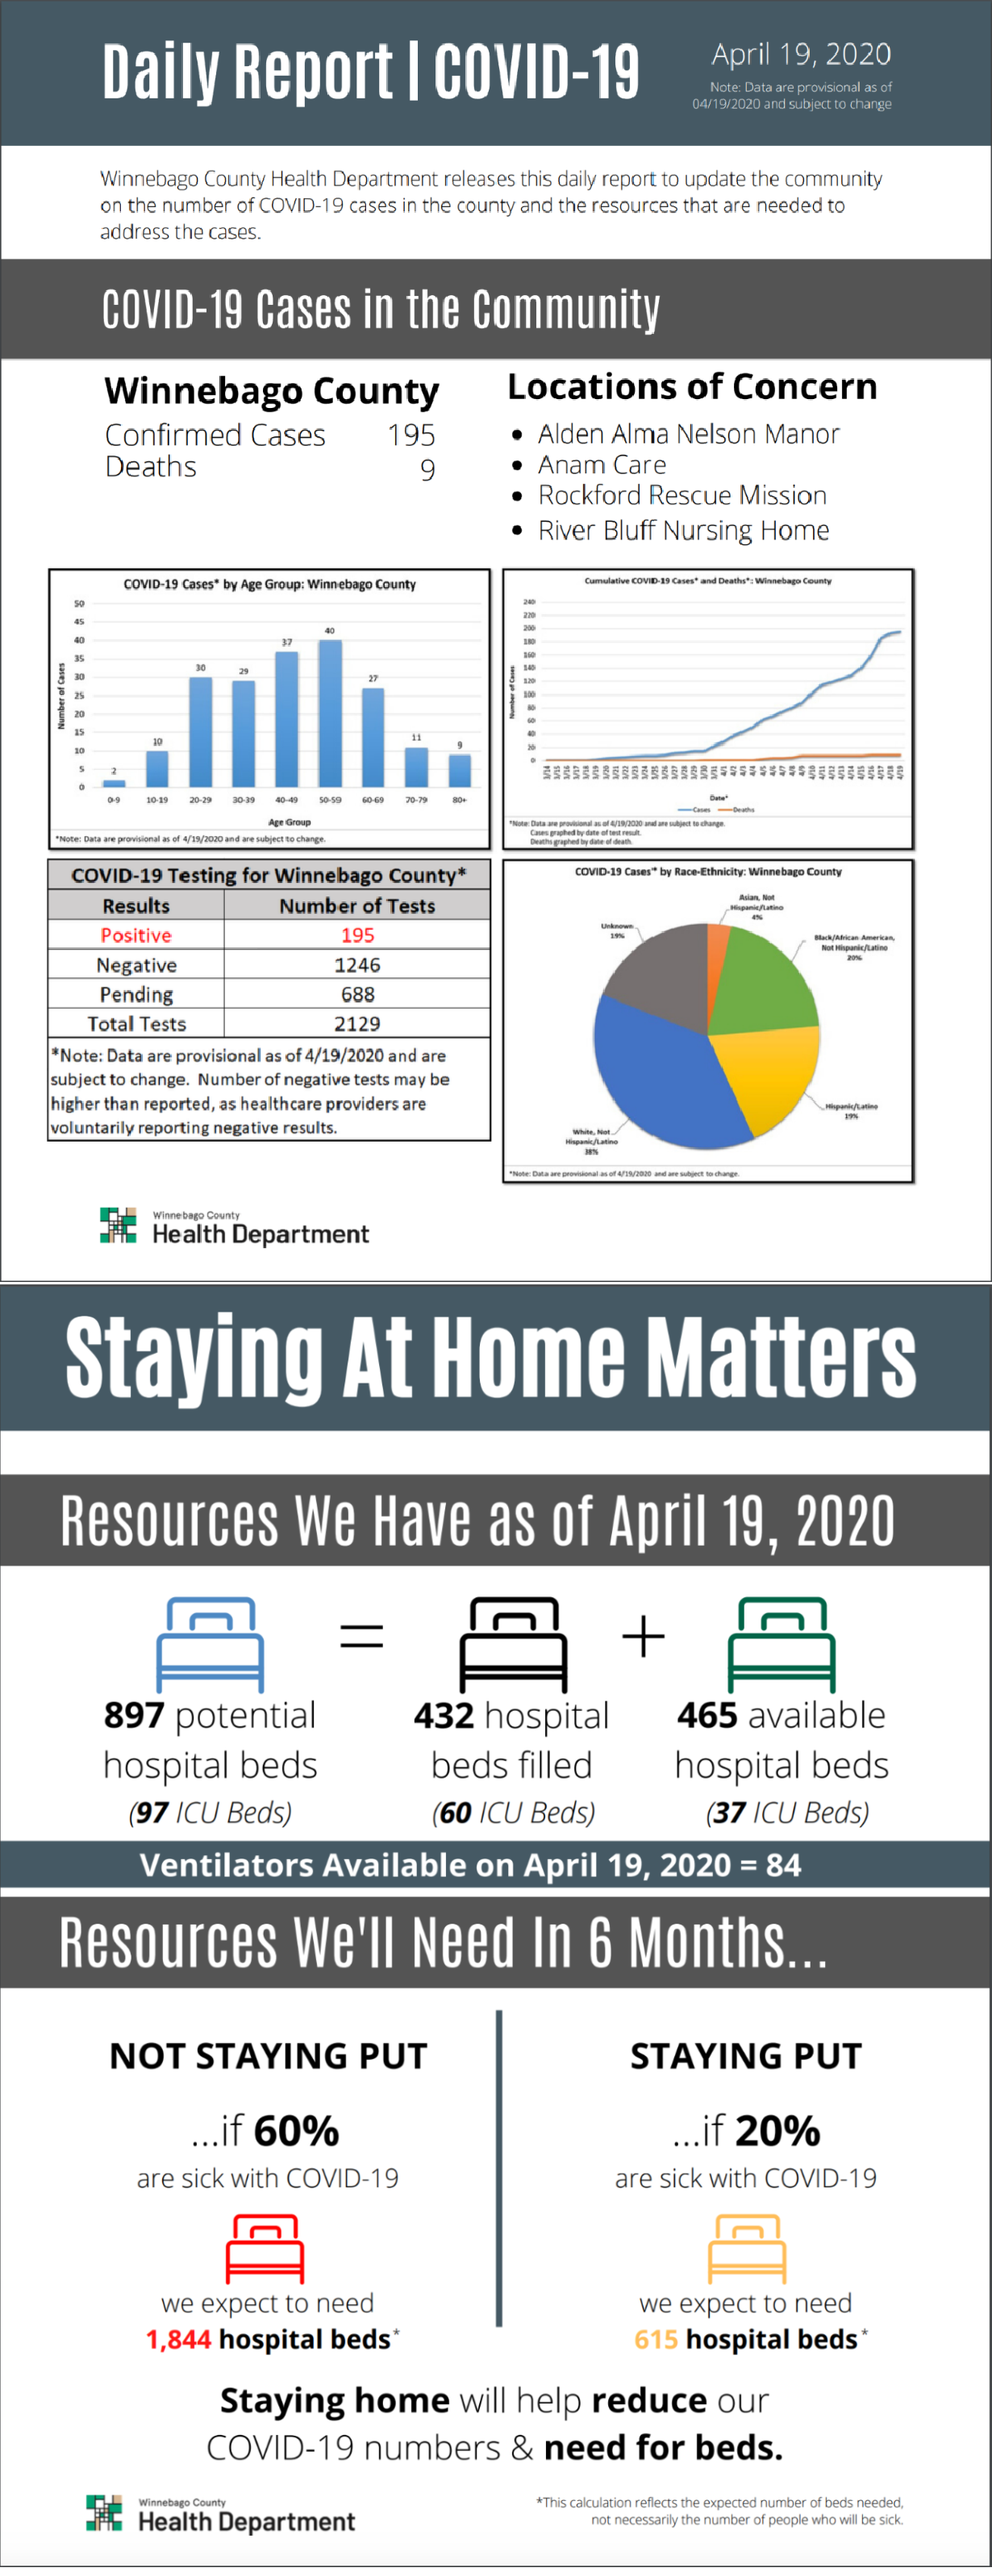 Daily Report | COVID-19
April 19, 2020
Note: Data are provisional as of
04/19/2020 and subject to change
Winnebago County Health Department releases this daily report to update the community
on the number of COVID-19 cases in the county and the resources that are needed to
address the cases.
COVID-19 Cases in the Community
Winnebago County
Confirmed Cases 195
Deaths 9
Locations of Concern
• Alden Alma Nelson Manor
• Anam Care
• Rockford Rescue Mission
• River Bluff Nursing Home
COVID-19 Cases* by Age Group: Winnebago County
Number of Cases
50
45
40
35
30
25
20
15
10
5
0
2
10
30
29
37
40
27
11
9
0-9 10-19 20-29 30-39 40-49 50-59 60-69 70-79 80+
Age Group
*Note: Data are provisional as of 4/19/2020 and are subject to change.
Cumulative COVID-19 Cases* and Deaths*: Winnebago County
Number of Cases
240
220
200
180
160
140
120
100
80
60
40
20
0
3/14 3/15 3/16 3/17 3/18 3/19 3/20 3/21 3/22 3/23 3/24 3/25 3/26 3/27 3/28 3/29 3/30 3/31 4/1 4/2 4/3 4/4 4/5 4/6 4/7 4/8 4/9 4/10 4/11 4/12 4/13 4/14 4/15 4/16 4/17 4/18 4/19
Date*
Cases Deaths
*Note: Data are provisional as of 4/19/2020 and are subject to change.
Cases graphed by date of test result.
Deaths graphed by date of death.
COVID-19 Testing for Winnebago County*
Results Number of Tests
Positive 195
Negative 1246
Pending 688
Total Tests 2129
*Note: Data are provisional as of 4/19/2020 and are
subject to change. Number of negative tests may be
higher than reported, as healthcare providers are
voluntarily reporting negative results.
COVID-19 Cases* by Race-Ethnicity: Winnebago County
Asian, Not
Hispanic/Latino
4%
Unknown
19%
Black/African American,
Not Hispanic/Latino
20%
Hispanic/Latino
19%
White, Not
Hispanic/Latino
38%
*Note: Data are provisional as of 4/19/2020 and are subject to change.
Winnebago County
Health Department
Staying At Home Matters
Resources We Have as of April 19, 2020
=
+
897 potential
hospital beds
(97 ICU Beds)
432 hospital
beds filled
(60 ICU Beds)
465 available
hospital beds
(37 ICU Beds)
Ventilators Available on April 19, 2020 = 84
Resources We'll Need In 6 Months...
NOT STAYING PUT
...if 60%
are sick with COVID-19
we expect to need
1,844 hospital beds*
STAYING PUT
...if 20%
are sick with COVID-19
we expect to need
615 hospital beds*
Staying home will help reduce our
COVID-19 numbers & need for beds.
Winnebago County
Health Department
*This calculation reflects the expected number of beds needed,
not necessarily the number of people who will be sick.